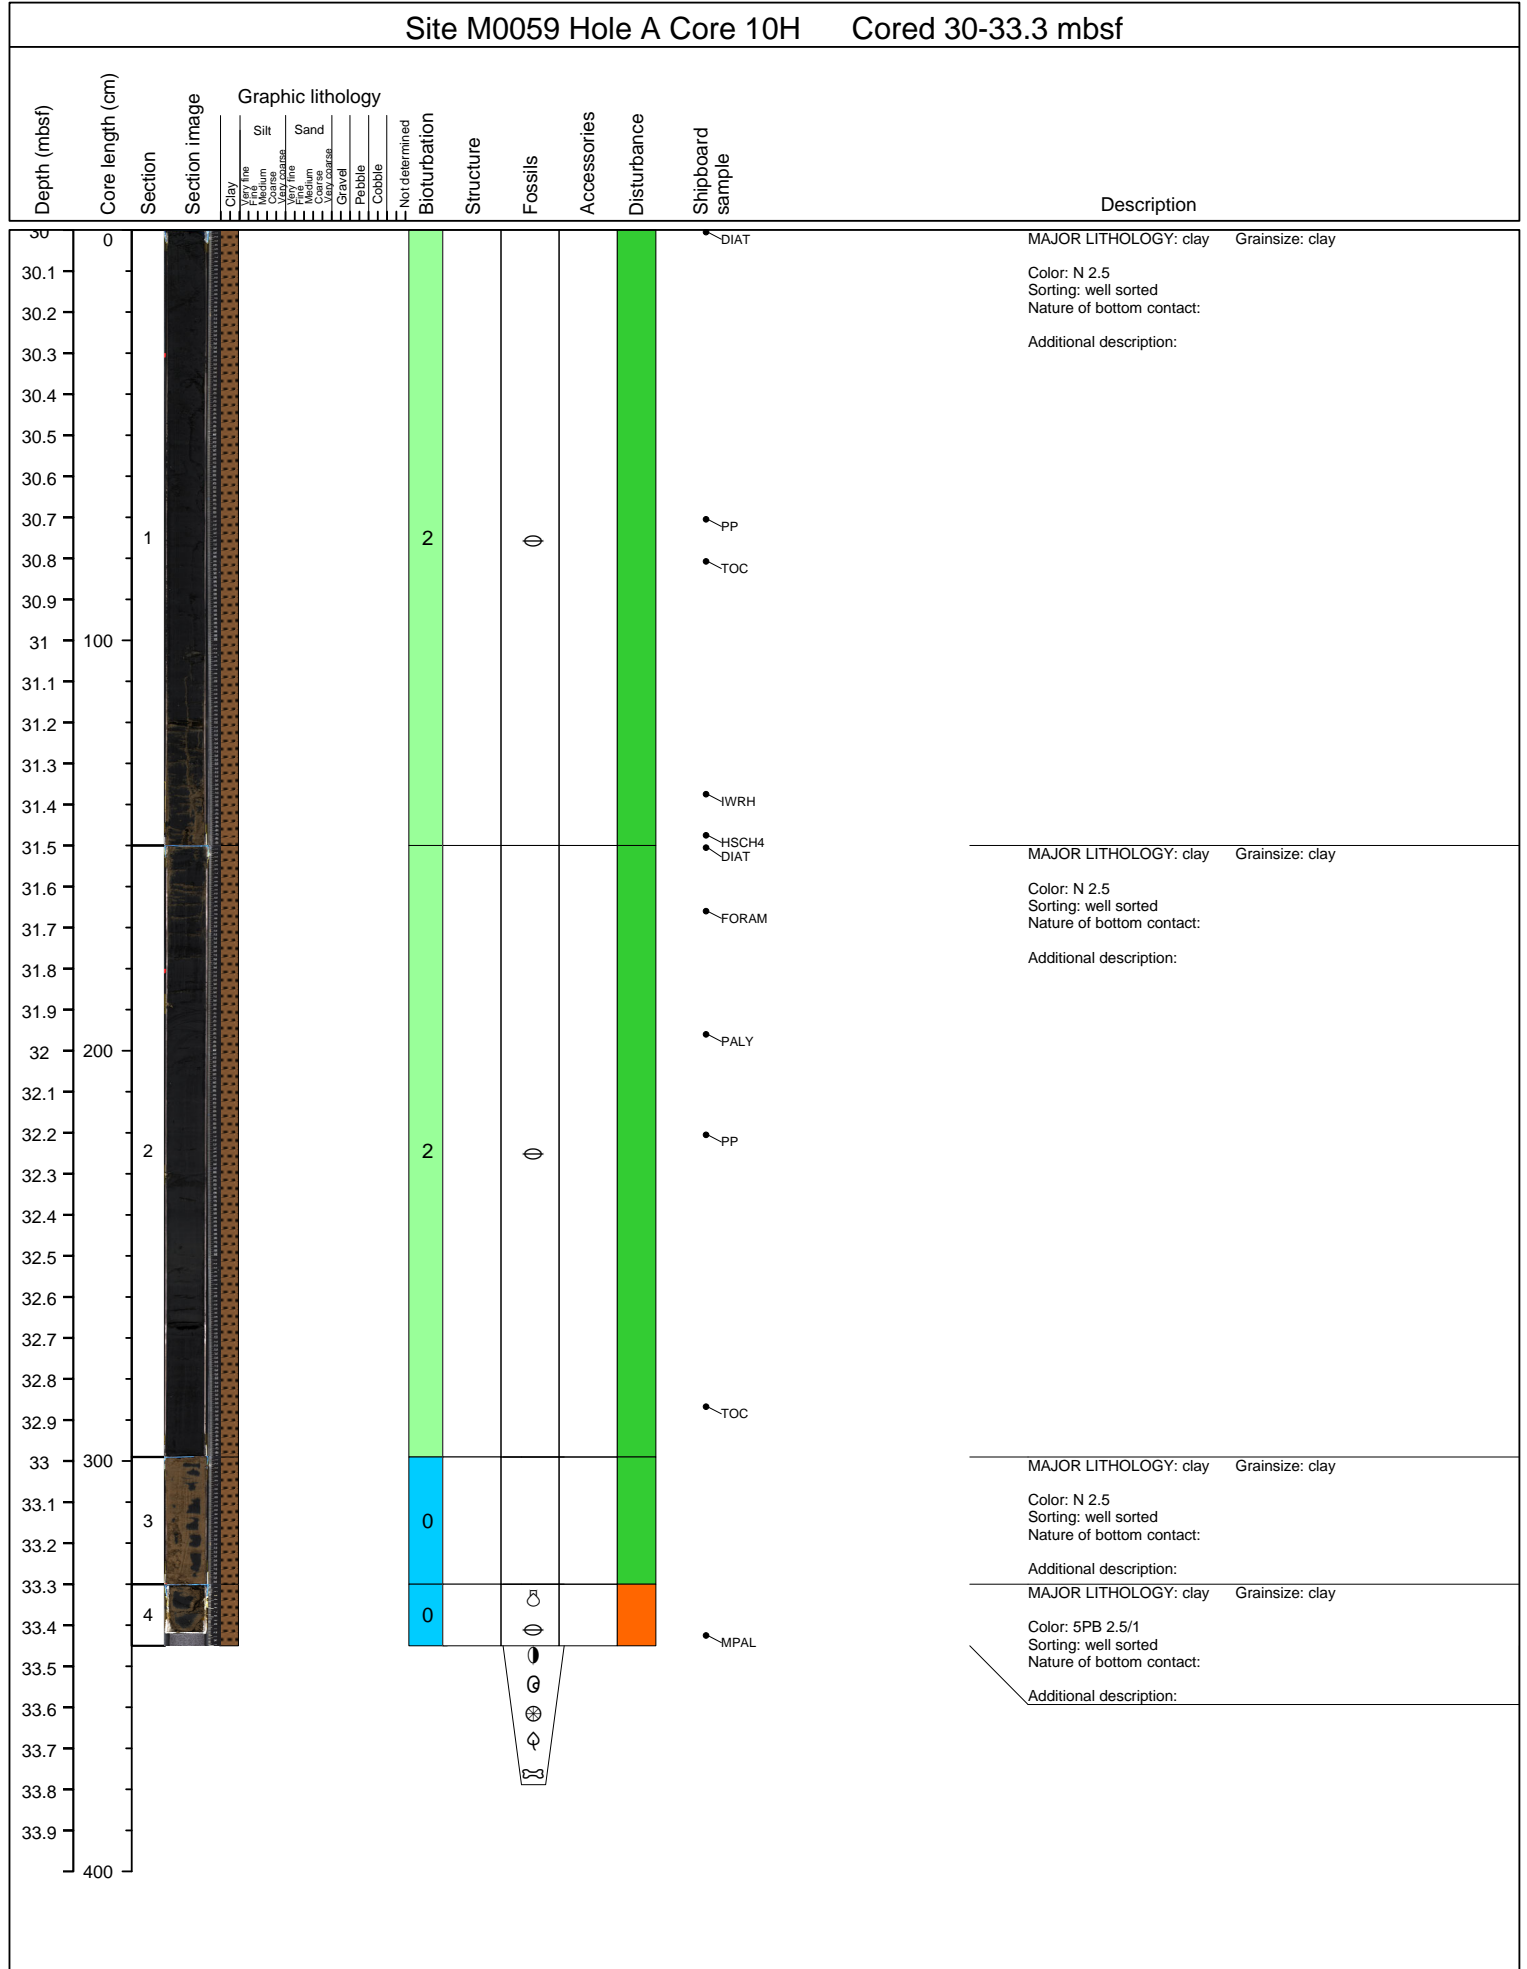 Site M0059 Hole A Core 10H Cored 30-33.3 mbsf
Depth (mbsf)
Core length (cm)
Section
Section image
Graphic lithology
Clay
Silt
Very fine
Fine
Medium
Coarse
Very coarse
Sand
Very fine
Fine
Medium
Coarse
Very coarse
Gravel
Pebble
Cobble
Not determined
Bioturbation
Structure
Fossils
Accessories
Disturbance
Shipboard
sample
Description
30
30.1
30.2
30.3
30.4
30.5
30.6
30.7
30.8
30.9
31
31.1
31.2
31.3
31.4
31.5
31.6
31.7
31.8
31.9
32
32.1
32.2
32.3
32.4
32.5
32.6
32.7
32.8
32.9
33
33.1
33.2
33.3
33.4
33.5
33.6
33.7
33.8
33.9
0
100
200
300
400
1
2
3
4
2
2
0
0
DIAT
PP
TOC
IWRH
HSCH4
DIAT
FORAM
PALY
PP
TOC
MPAL
MAJOR LITHOLOGY: clay Grainsize: clay
Color: N 2.5
Sorting: well sorted
Nature of bottom contact:
Additional description:
MAJOR LITHOLOGY: clay Grainsize: clay
Color: N 2.5
Sorting: well sorted
Nature of bottom contact:
Additional description:
MAJOR LITHOLOGY: clay Grainsize: clay
Color: N 2.5
Sorting: well sorted
Nature of bottom contact:
Additional description:
MAJOR LITHOLOGY: clay Grainsize: clay
Color: 5PB 2.5/1
Sorting: well sorted
Nature of bottom contact:
Additional description: